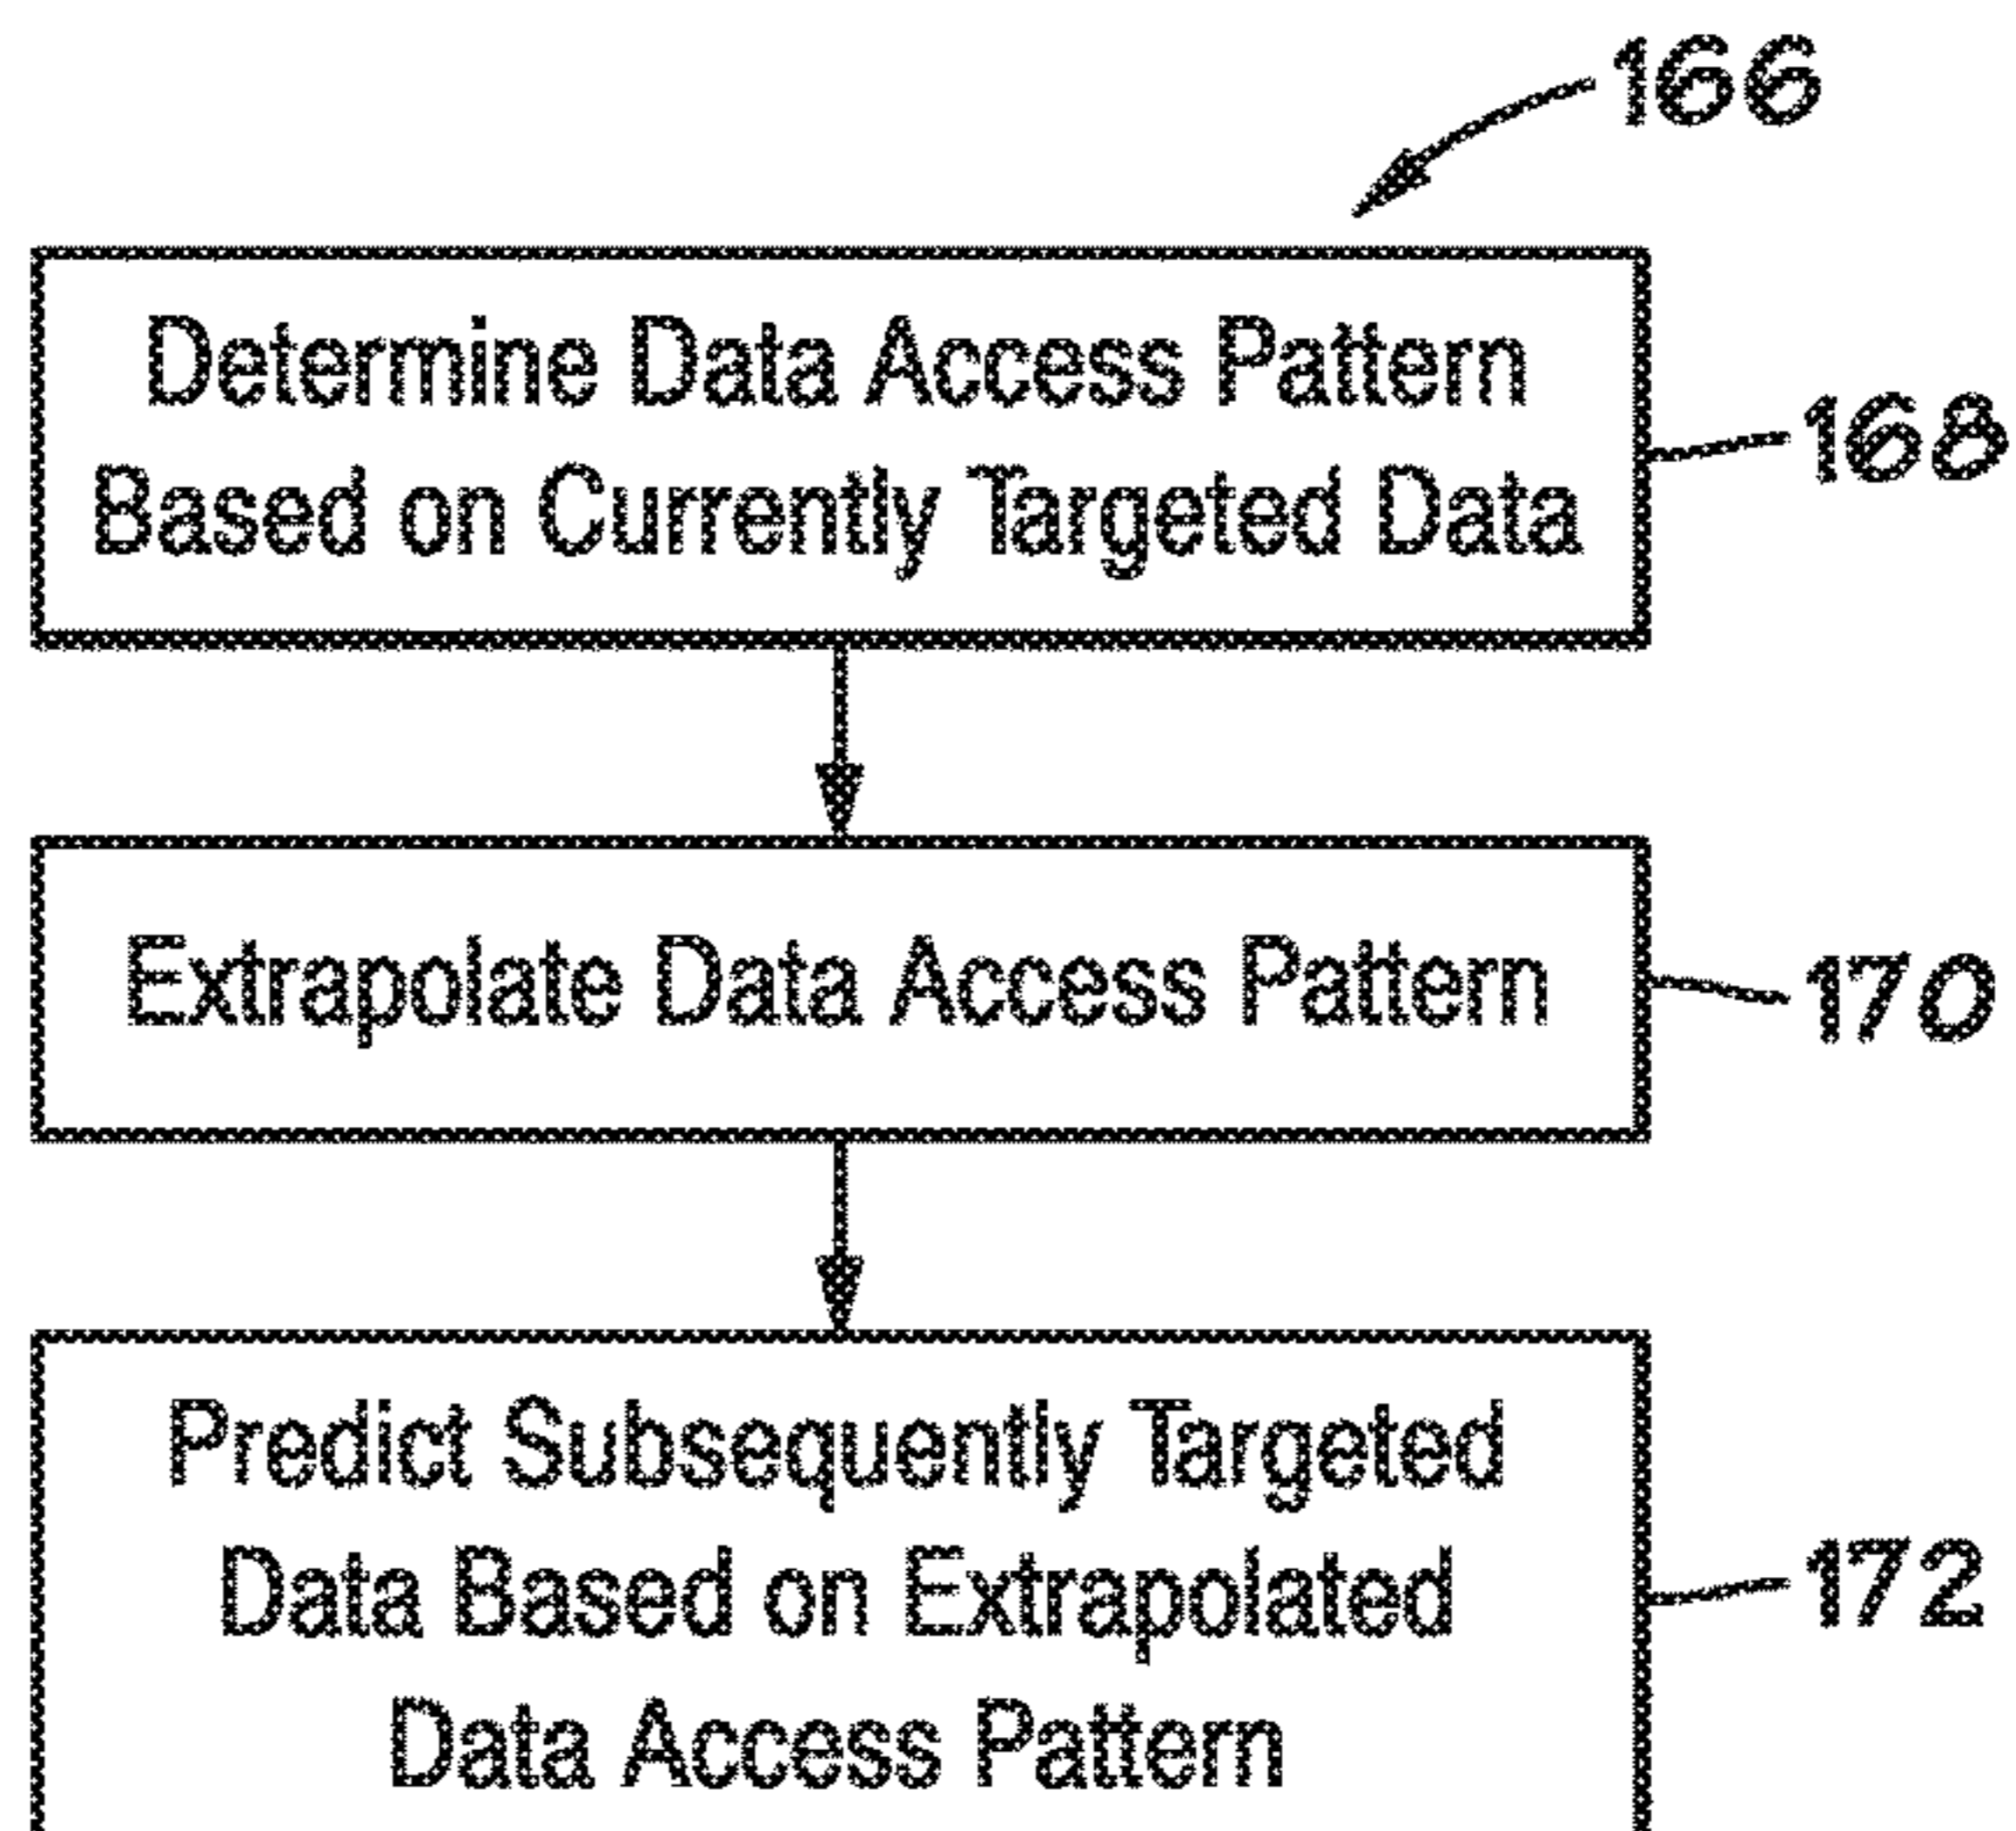 166
Determine Data Access Pattern
Based on Currently Targeted Data
168
Extrapolate Data Access Pattern
170
Predict Subsequently Targeted
Data Based on Extrapolated
172
Data Access Pattern